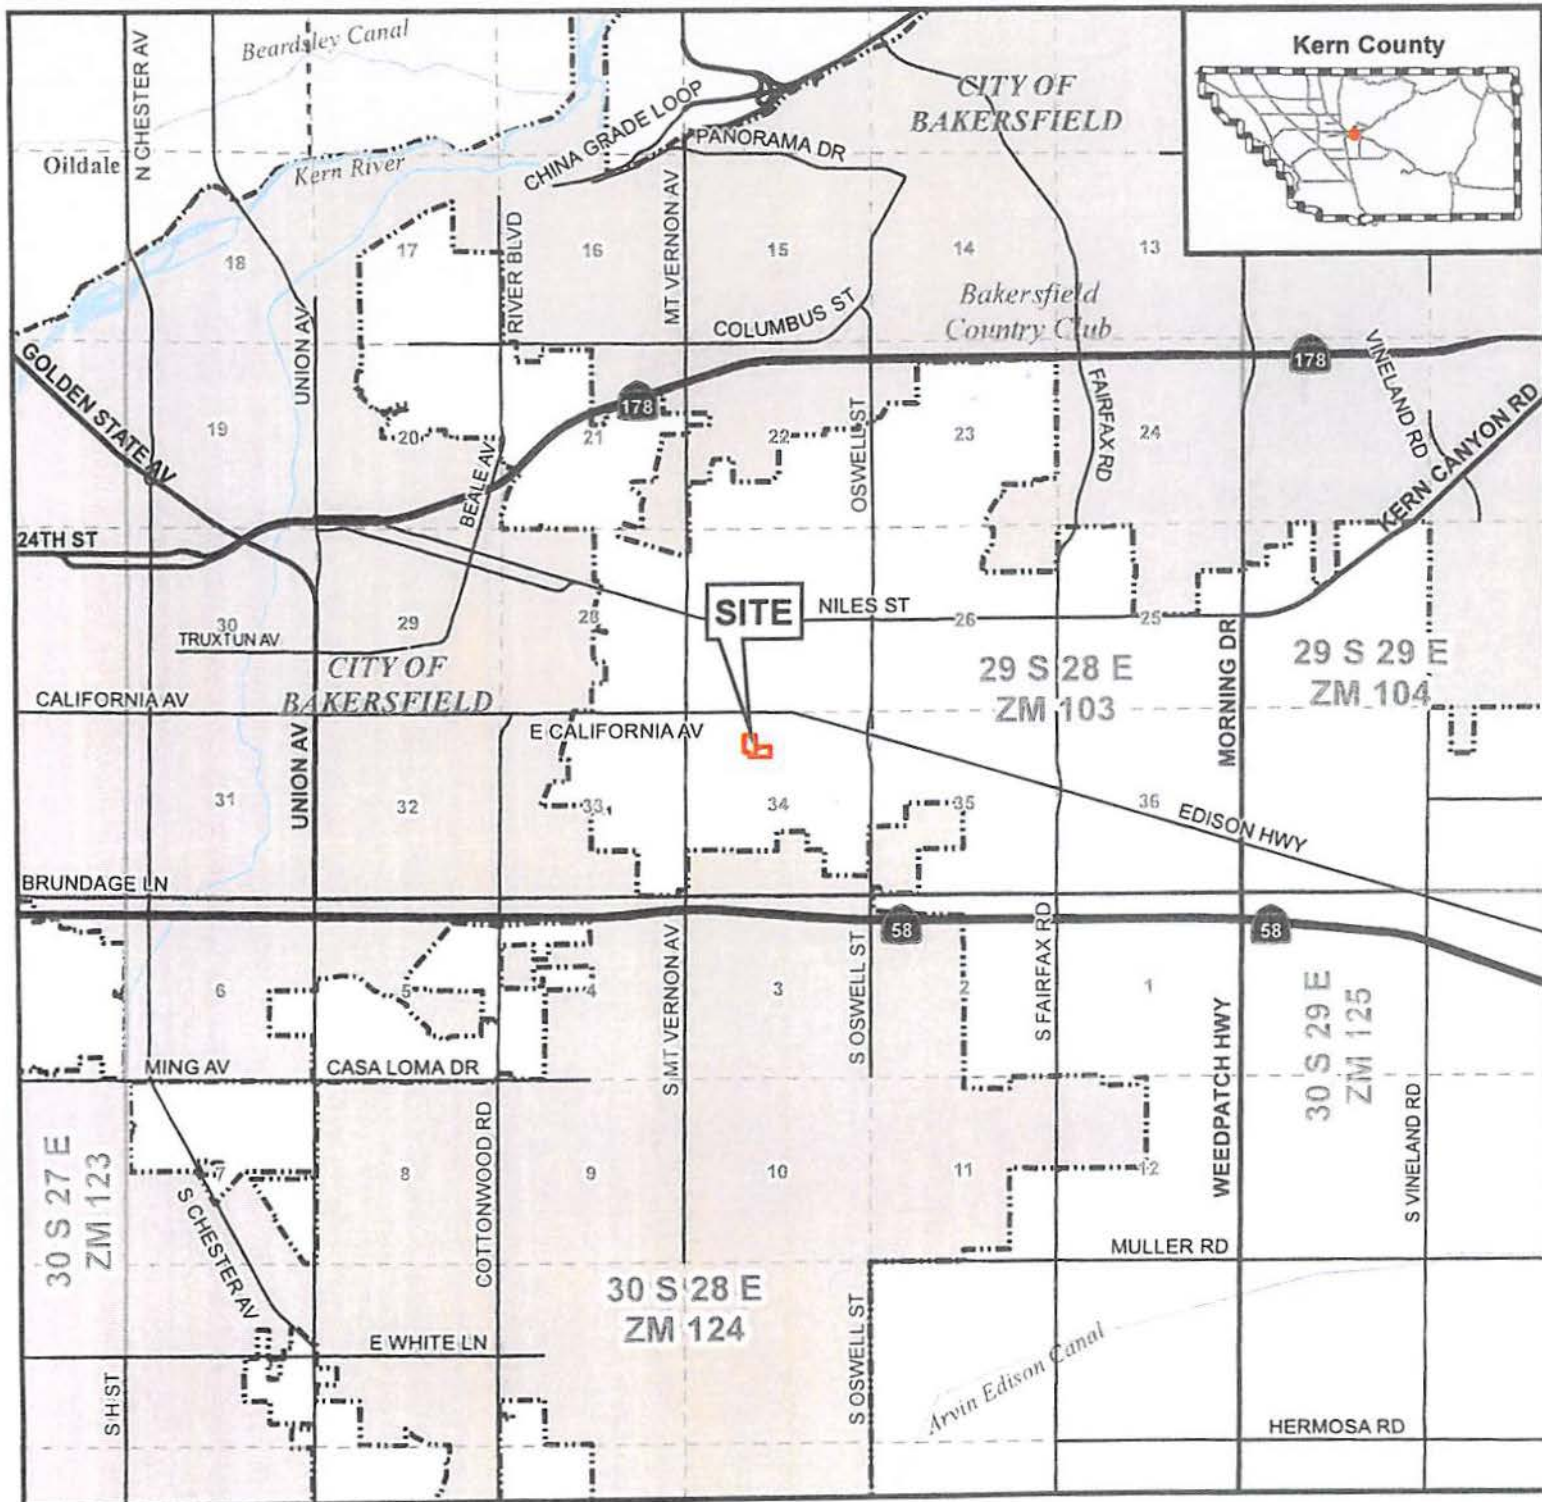 Beardsley Canal
N CHESTER AV
Oildale
Kern River
CHINA GRADE LOOP
PANORAMA DR
CITY OF
BAKERSFIELD
Kern County
18
17
RIVER BLVD
16
MT VERNON AV
15
14
13
UNION AV
COLUMBUS ST
Bakersfield
Country Club
178
178
VINELAND RD
GOLDEN STATE AV
19
20
BEALE AV
21
22
OSWELL ST
23
FAIRFAX RD
24
KERN CANYON RD
24TH ST
SITE
NILES ST
30
29
28
26
25
TRUXTUN AV
CITY OF
BAKERSFIELD
29 S 28 E
ZM 103
MORNING DR
29 S 29 E
ZM 104
CALIFORNIA AV
E CALIFORNIA AV
31
UNION AV
32
33
34
35
36
EDISON HWY
BRUNDAGE LN
58
58
6
5
4
S MT VERNON AV
3
S OSWELL ST
2
S FAIRFAX RD
1
WEEDPATCH HWY
30 S 29 E
ZM 125
MING AV
CASA LOMA DR
30 S 27 E
ZM 123
7
S CHESTER AV
8
COTTONWOOD RD
9
10
11
12
S VINELAND RD
MULLER RD
30 S 28 E
ZM 124
E WHITE LN
S H ST
S OSWELL ST
Arvin Edison Canal
HERMOSA RD